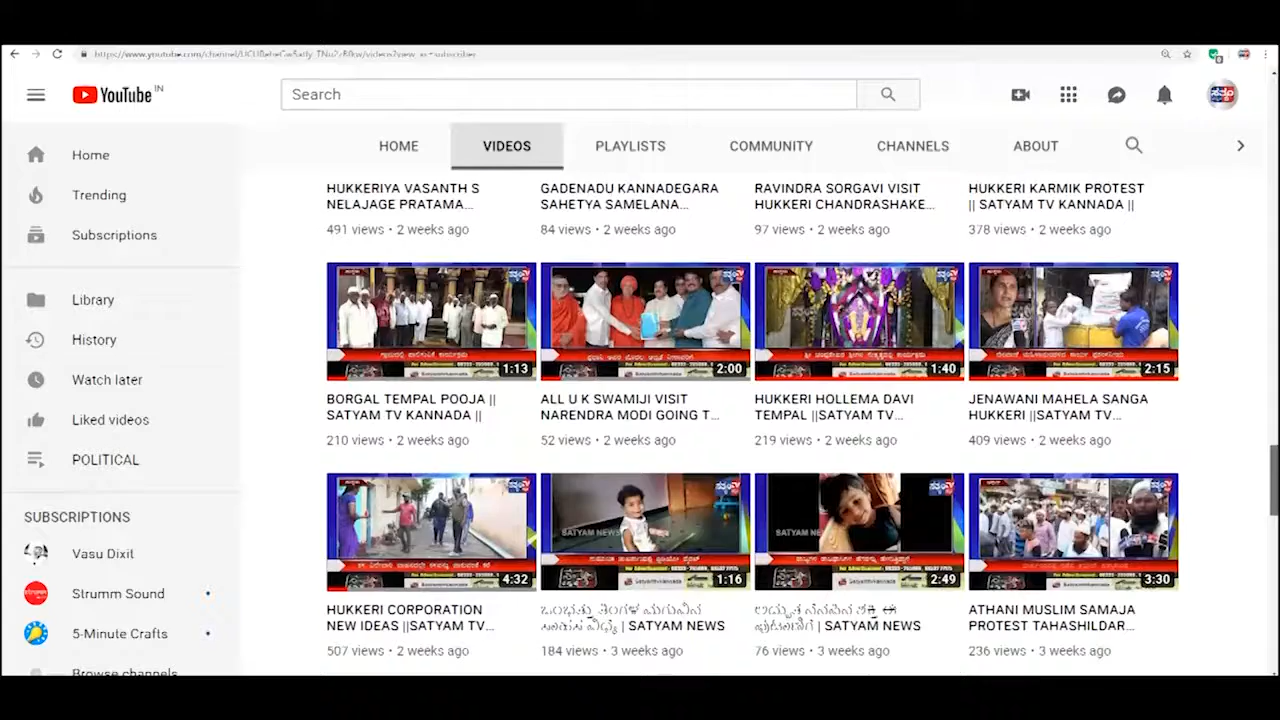 YouTube IN
Search
HOME
VIDEOS
PLAYLISTS
COMMUNITY
CHANNELS
ABOUT
Home
Trending
Subscriptions
Library
History
Watch later
Liked videos
POLITICAL
SUBSCRIPTIONS
Vasu Dixit
Strumm Sound
5-Minute Crafts
Browse channels
HUKKERIYA VASANTH S
NELAJAGE PRATAMA...
491 views • 2 weeks ago
GADENADU KANNADEGARA
SAHETYA SAMELANA...
84 views • 2 weeks ago
RAVINDRA SORGAVI VISIT
HUKKERI CHANDRASHAKE...
97 views • 2 weeks ago
HUKKERI KARMIK PROTEST
|| SATYAM TV KANNADA ||
378 views • 2 weeks ago
1:13
BORGAL TEMPAL POOJA ||
SATYAM TV KANNADA ||
210 views • 2 weeks ago
2:00
ALL U K SWAMIJI VISIT
NARENDRA MODI GOING T...
52 views • 2 weeks ago
1:40
HUKKERI HOLLEMA DAVI
TEMPAL ||SATYAM TV...
219 views • 2 weeks ago
2:15
JENAWANI MAHELA SANGA
HUKKERI ||SATYAM TV...
409 views • 2 weeks ago
4:32
HUKKERI CORPORATION
NEW IDEAS ||SATYAM TV...
507 views • 2 weeks ago
SATYAM NEWS
1:16
| SATYAM NEWS
184 views • 3 weeks ago
SATYAM NEWS
2:49
| SATYAM NEWS
76 views • 3 weeks ago
3:30
ATHANI MUSLIM SAMAJA
PROTEST TAHASHILDAR...
236 views • 3 weeks ago